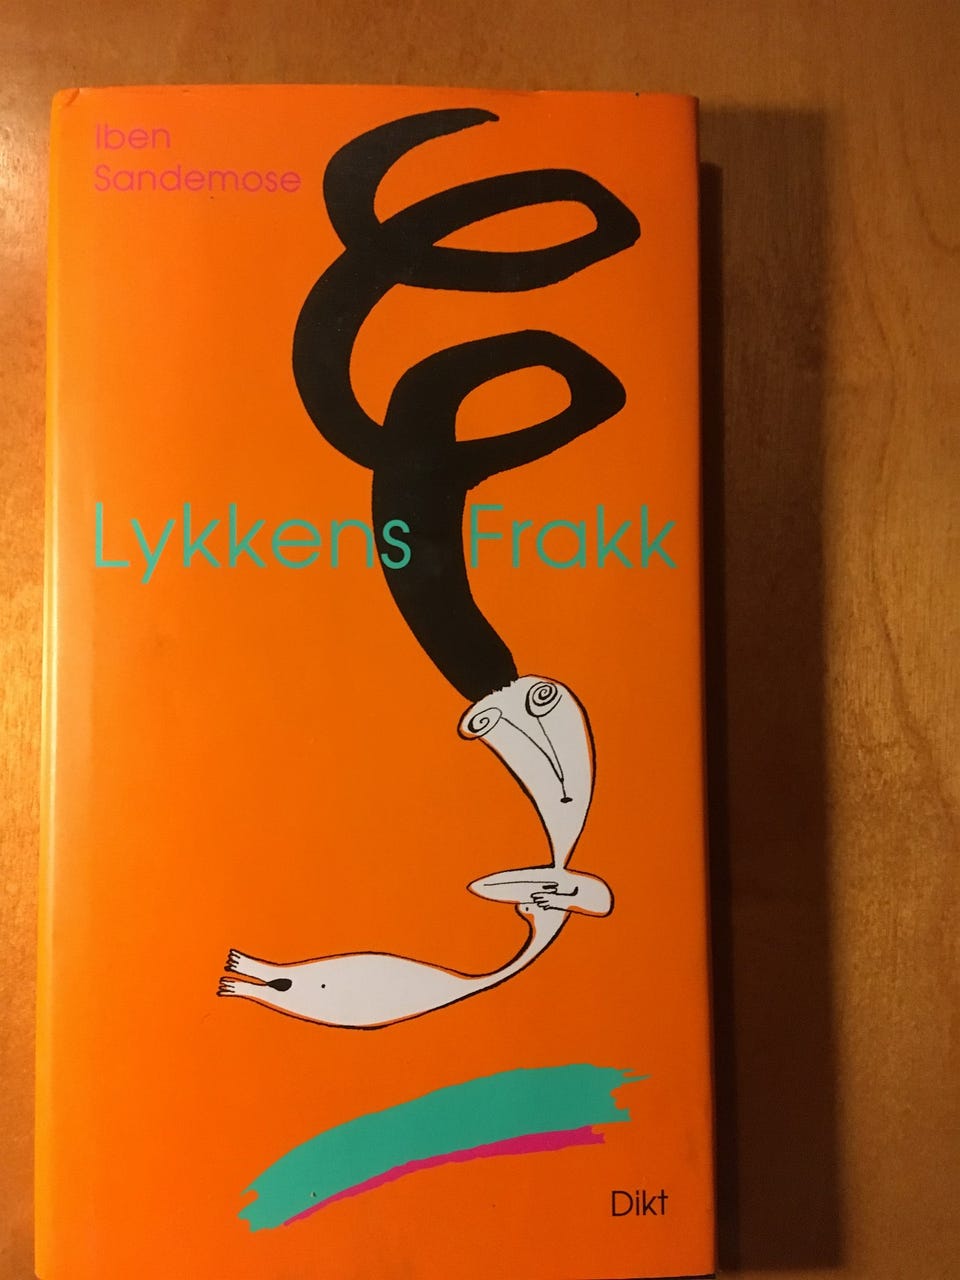 Iben
Sandemose
Lykkens Frakk
Dikt